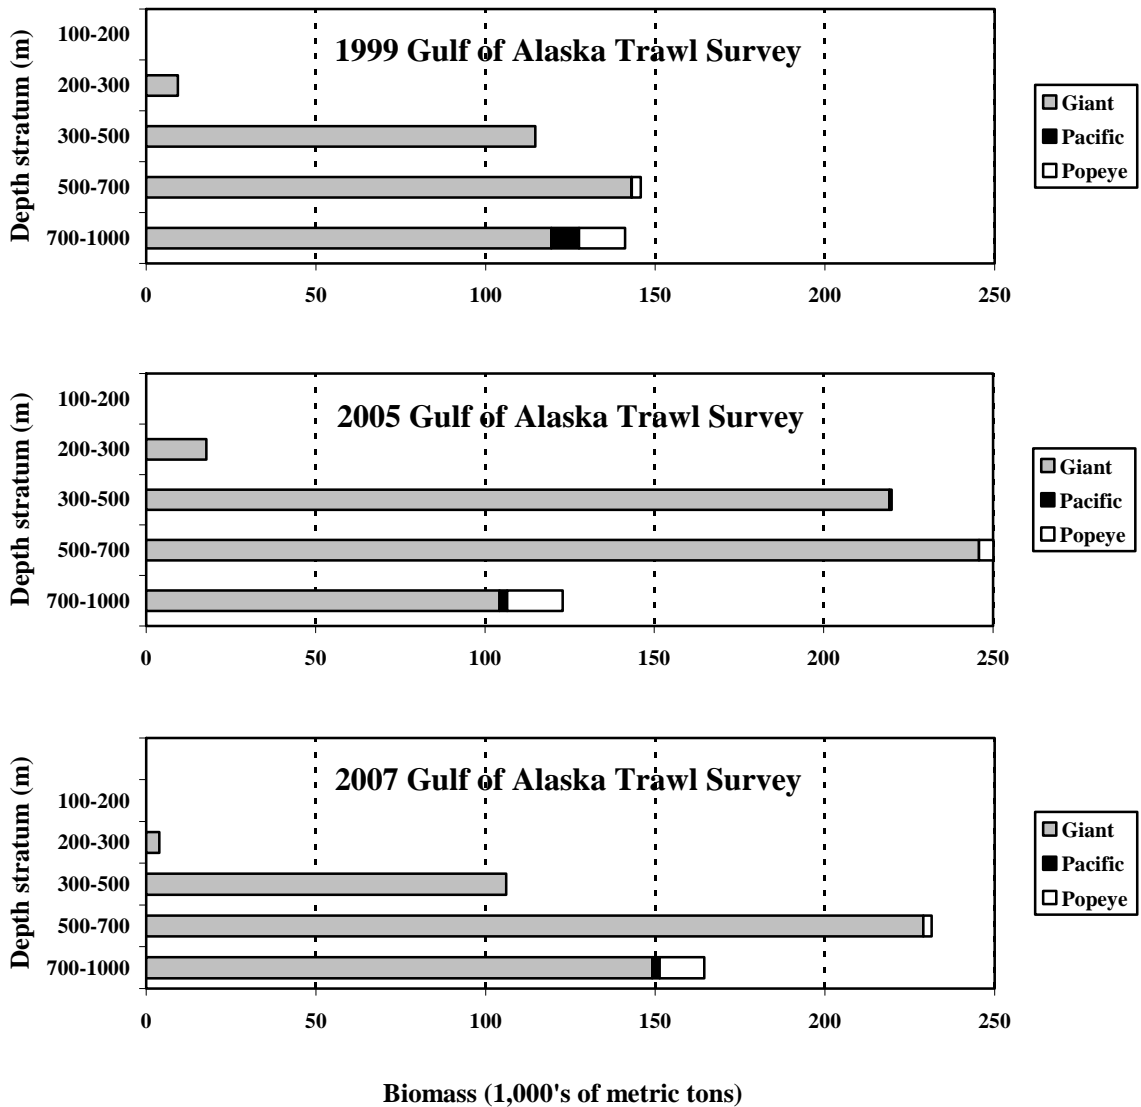 1999 Gulf of Alaska Trawl Survey
Depth stratum (m)
100-200
200-300
300-500
500-700
700-1000
0 50 100 150 200 250
Giant
Pacific
Popeye
2005 Gulf of Alaska Trawl Survey
Depth stratum (m)
100-200
200-300
300-500
500-700
700-1000
0 50 100 150 200 250
Giant
Pacific
Popeye
2007 Gulf of Alaska Trawl Survey
Depth stratum (m)
100-200
200-300
300-500
500-700
700-1000
0 50 100 150 200 250
Giant
Pacific
Popeye
Biomass (1,000's of metric tons)